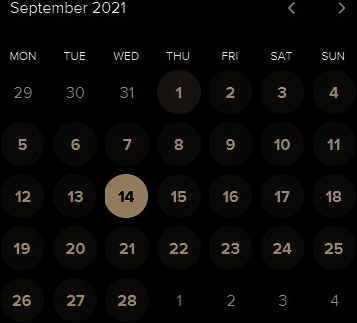 September 2021
MON TUE WED THU FRI SAT SUN
29 30 31 1 2 3 4
5 6 7 8 9 10 11
12 13 14 15 16 17 18
19 20 21 22 23 24 25
26 27 28 1 2 3 4